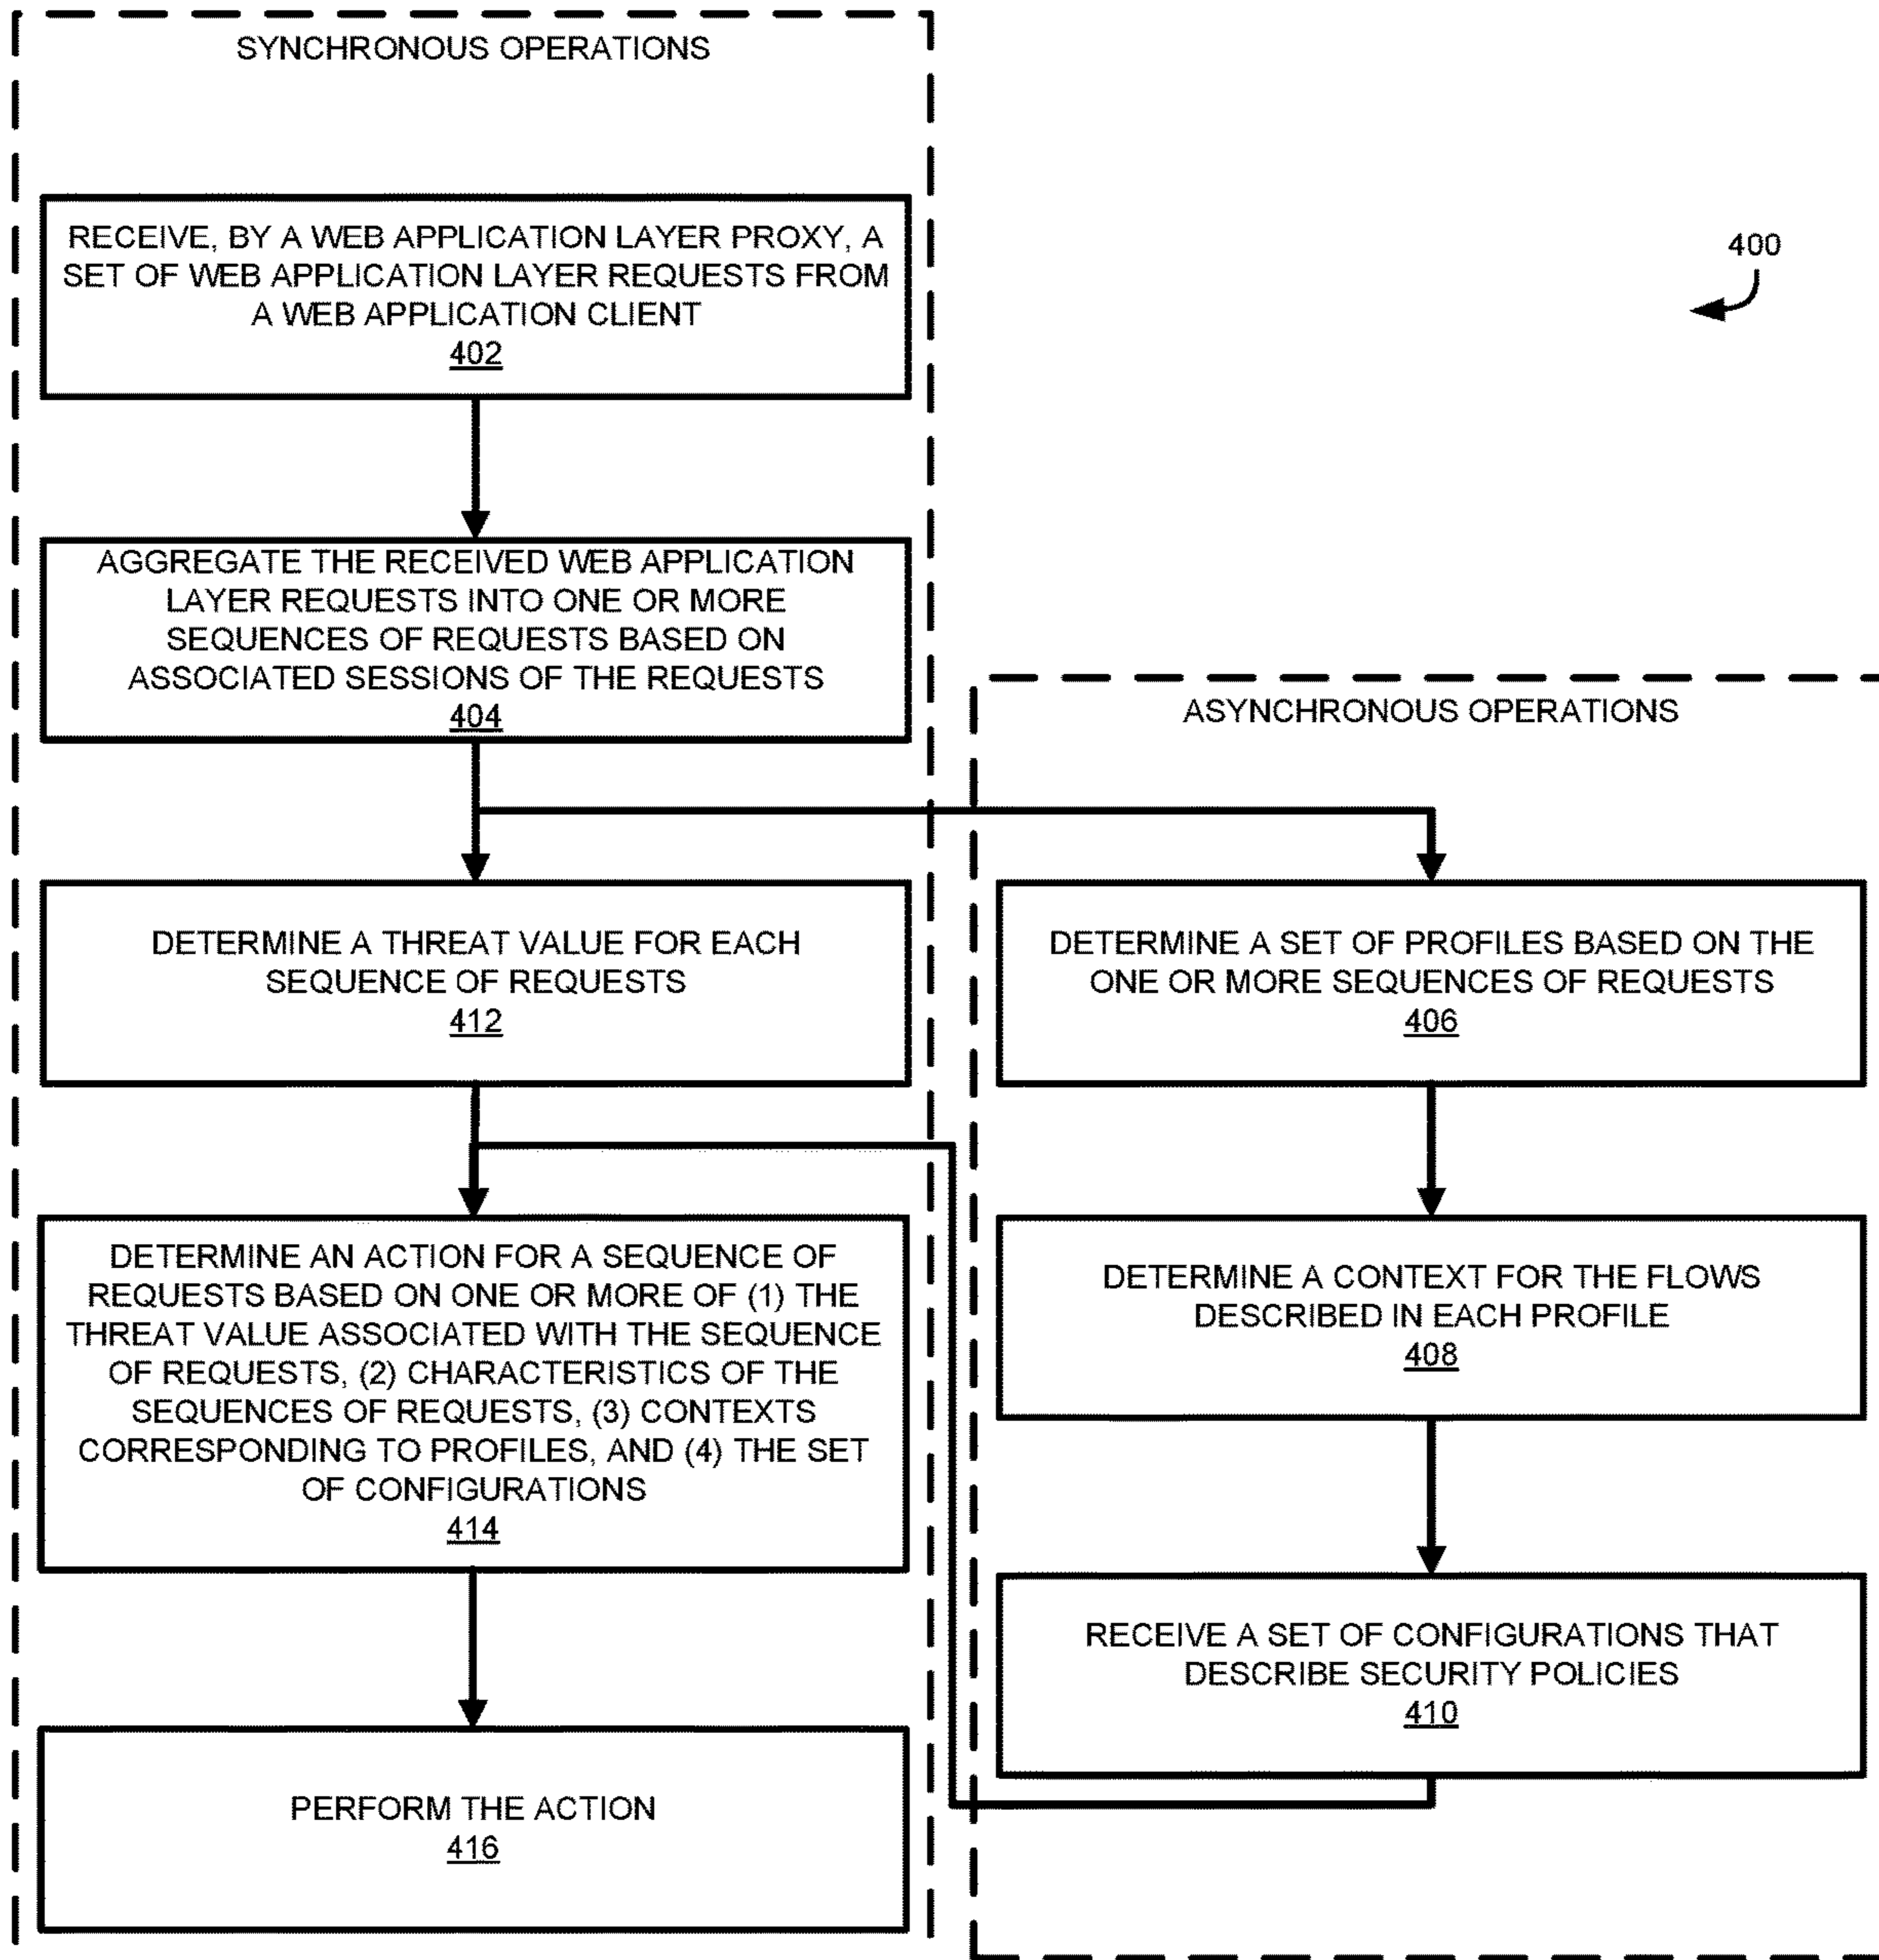 SYNCHRONOUS OPERATIONS
RECEIVE, BY A WEB APPLICATION LAYER PROXY, A
SET OF WEB APPLICATION LAYER REQUESTS FROM
A WEB APPLICATION CLIENT
402
400
AGGREGATE THE RECEIVED WEB APPLICATION
LAYER REQUESTS INTO ONE OR MORE
SEQUENCES OF REQUESTS BASED ON
ASSOCIATED SESSIONS OF THE REQUESTS
404
ASYNCHRONOUS OPERATIONS
DETERMINE A THREAT VALUE FOR EACH
SEQUENCE OF REQUESTS
412
DETERMINE A SET OF PROFILES BASED ON THE
ONE OR MORE SEQUENCES OF REQUESTS
406
DETERMINE AN ACTION FOR A SEQUENCE OF
REQUESTS BASED ON ONE OR MORE OF (1) THE
THREAT VALUE ASSOCIATED WITH THE SEQUENCE
OF REQUESTS, (2) CHARACTERISTICS OF THE
SEQUENCES OF REQUESTS, (3) CONTEXTS
CORRESPONDING TO PROFILES, AND (4) THE SET
OF CONFIGURATIONS
414
DETERMINE A CONTEXT FOR THE FLOWS
DESCRIBED IN EACH PROFILE
408
RECEIVE A SET OF CONFIGURATIONS THAT
DESCRIBE SECURITY POLICIES
410
PERFORM THE ACTION
416